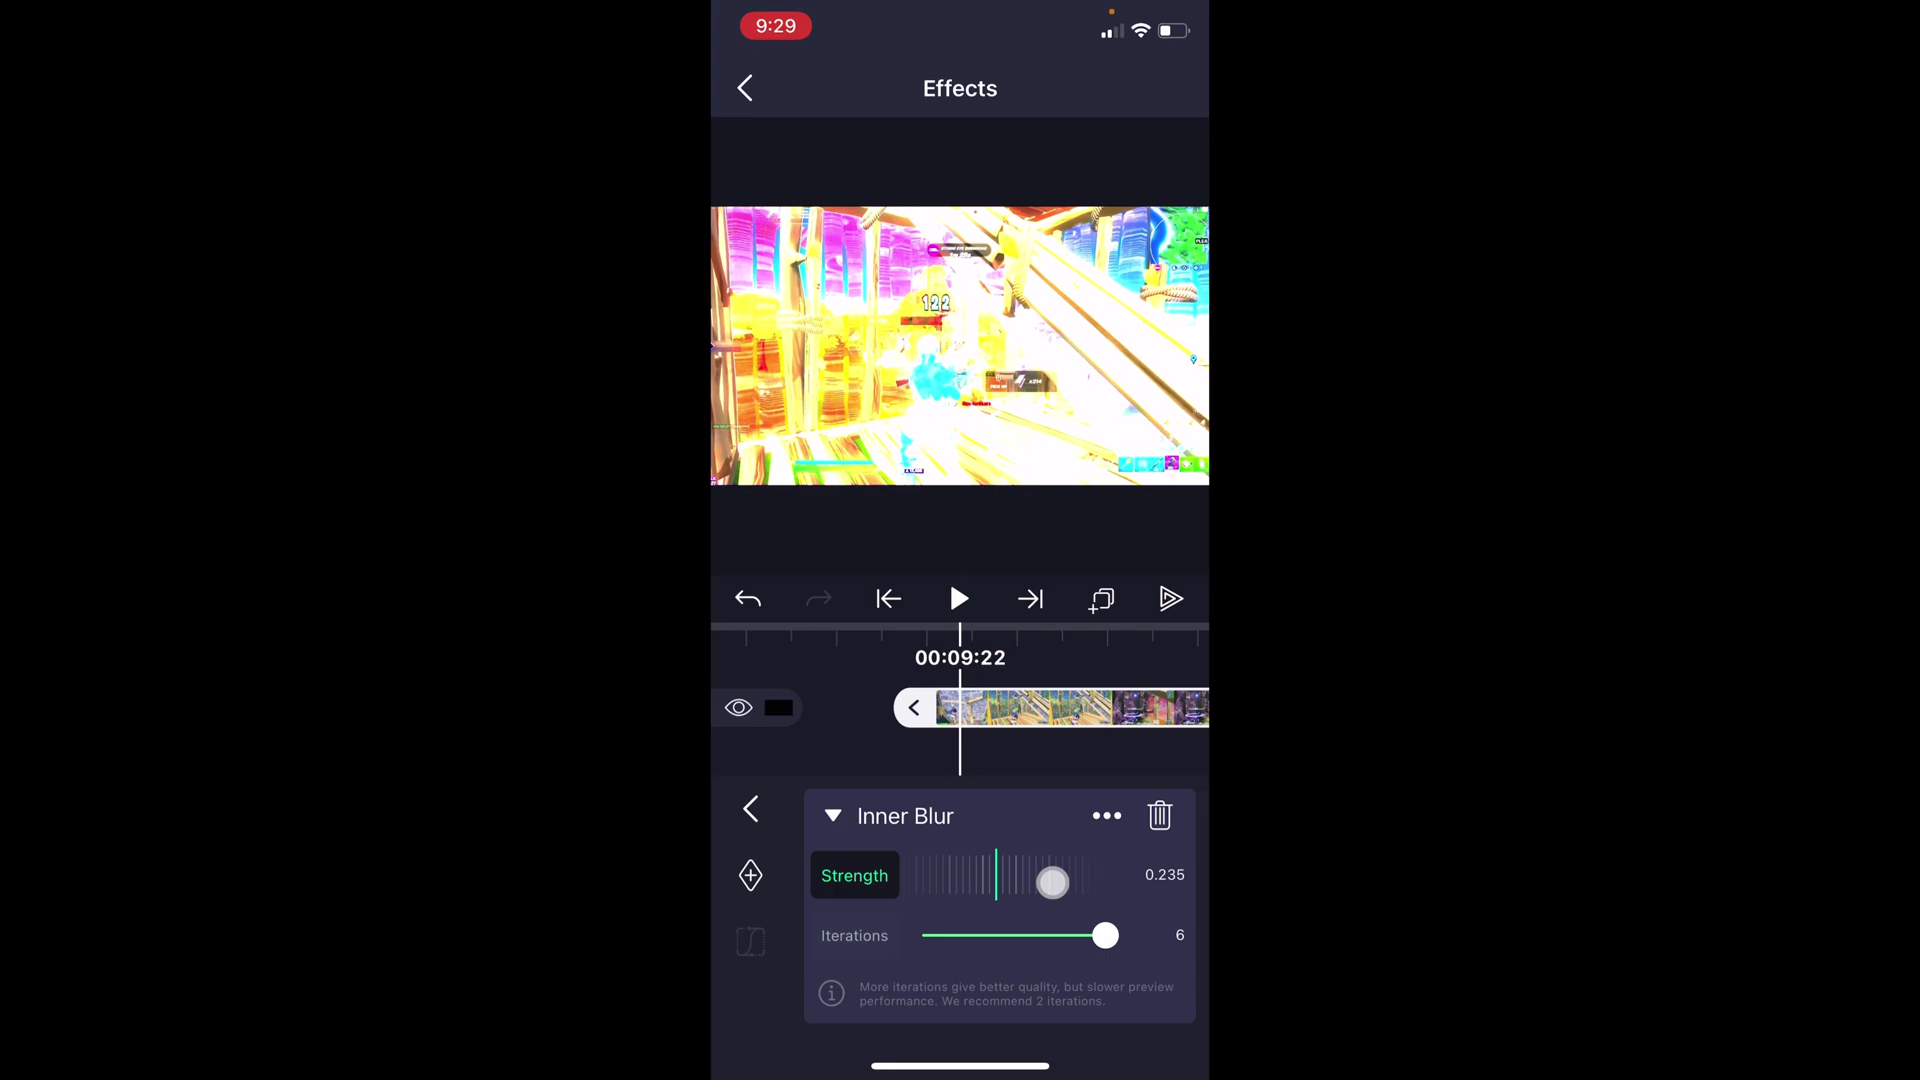 9:29
Effects
122
x214
00:09:22
Inner Blur
Strength
0.235
Iterations
6
More iterations give better quality, but slower preview
performance. We recommend 2 iterations.